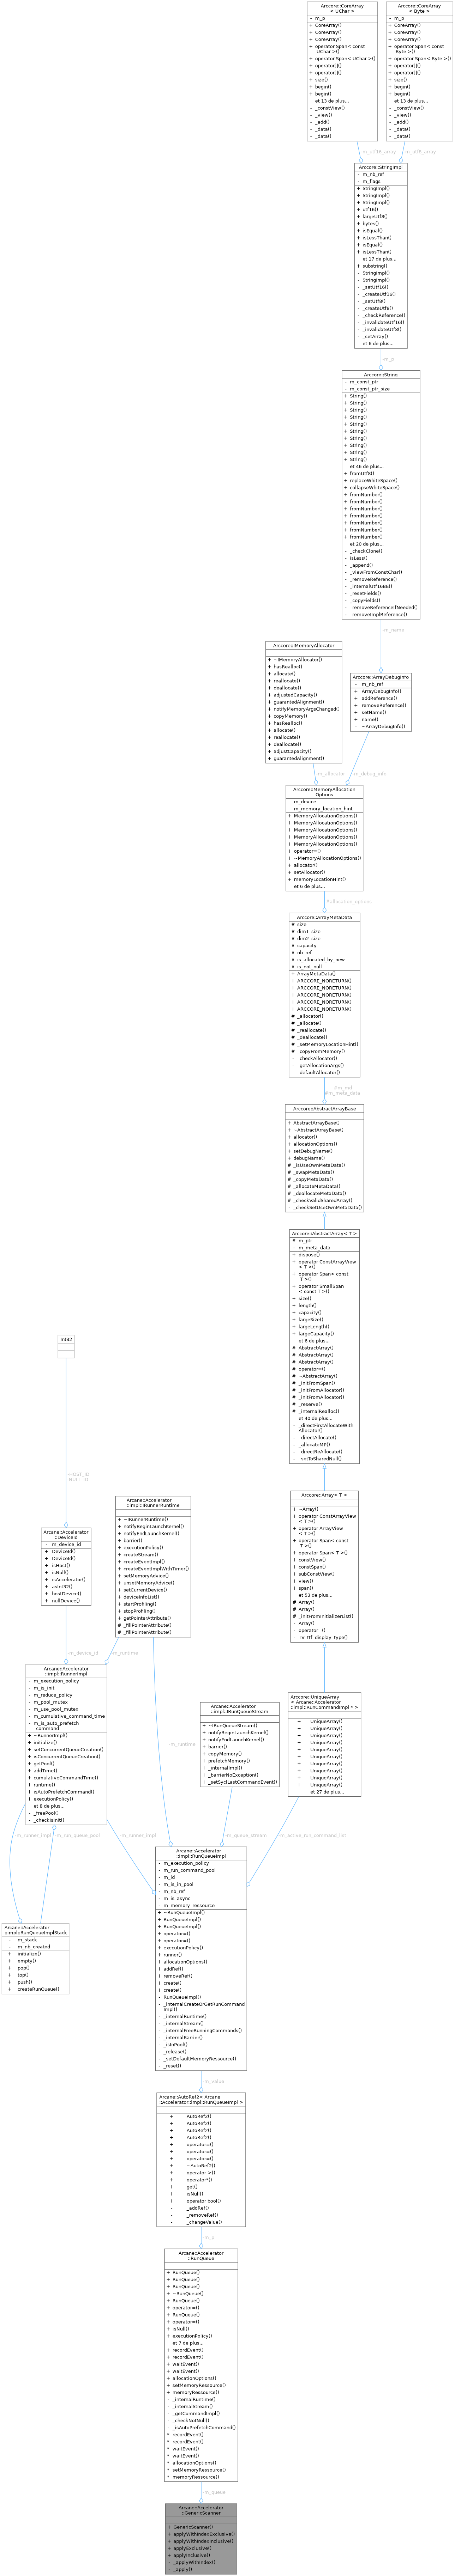 Arccore::CoreArray
< UChar >
- m_p
+ CoreArray()
+ CoreArray()
+ CoreArray()
+ operator Span< const
UChar >()
+ operator Span< UChar >()
+ operator[]()
+ operator[]()
+ size()
+ begin()
+ begin()
et 13 de plus...
- _constView()
- _view()
- _add()
- _data()
- _data()
Arccore::CoreArray
< Byte >
- m_p
+ CoreArray()
+ CoreArray()
+ CoreArray()
+ operator Span< const
Byte >()
+ operator Span< Byte >()
+ operator[]()
+ operator[]()
+ size()
+ begin()
+ begin()
et 13 de plus...
- _constView()
- _view()
- _add()
- _data()
- _data()
-m_utf16_array
-m_utf8_array
Arccore::StringImpl
- m_nb_ref
- m_flags
+ StringImpl()
+ StringImpl()
+ StringImpl()
+ utf16()
+ largeUtf8()
+ bytes()
+ isEqual()
+ isLessThan()
+ isEqual()
+ isLessThan()
et 17 de plus...
+ substring()
- StringImpl()
- StringImpl()
- _setUtf16()
- _createUtf16()
- _setUtf8()
- _createUtf8()
- _checkReference()
- _invalidateUtf16()
- _invalidateUtf8()
- _setArray()
et 6 de plus...
-m_p
Arccore::String
- m_const_ptr
- m_const_ptr_size
+ String()
+ String()
+ String()
+ String()
+ String()
+ String()
+ String()
+ String()
+ String()
+ String()
et 46 de plus...
+ fromUtf8()
+ replaceWhiteSpace()
+ collapseWhiteSpace()
+ fromNumber()
+ fromNumber()
+ fromNumber()
+ fromNumber()
+ fromNumber()
+ fromNumber()
+ fromNumber()
et 20 de plus...
- _checkClone()
- isLess()
- _append()
- _viewFromConstChar()
- _removeReference()
- _internalUtf16BE()
- _resetFields()
- _copyFields()
- _removeReferenceIfNeeded()
- _removeImplReference()
-m_name
Arccore::IMemoryAllocator
+ ~IMemoryAllocator()
+ hasRealloc()
+ allocate()
+ reallocate()
+ deallocate()
+ adjustedCapacity()
+ guarantedAlignment()
+ notifyMemoryArgsChanged()
+ copyMemory()
+ hasRealloc()
+ allocate()
+ reallocate()
+ deallocate()
+ adjustCapacity()
+ guarantedAlignment()
Arccore::ArrayDebugInfo
- m_nb_ref
+ ArrayDebugInfo()
+ addReference()
+ removeReference()
+ setName()
+ name()
- ~ArrayDebugInfo()
-m_allocator
-m_debug_info
Arccore::MemoryAllocation
Options
- m_device
- m_memory_location_hint
+ MemoryAllocationOptions()
+ MemoryAllocationOptions()
+ MemoryAllocationOptions()
+ MemoryAllocationOptions()
+ MemoryAllocationOptions()
+ operator=()
+ ~MemoryAllocationOptions()
+ allocator()
+ setAllocator()
+ memoryLocationHint()
et 6 de plus...
#allocation_options
Arccore::ArrayMetaData
# size
# dim1_size
# dim2_size
# capacity
# nb_ref
# is_allocated_by_new
# is_not_null
+ ArrayMetaData()
+ ARCCORE_NORETURN()
+ ARCCORE_NORETURN()
+ ARCCORE_NORETURN()
+ ARCCORE_NORETURN()
+ ARCCORE_NORETURN()
# _allocator()
# _allocate()
# _reallocate()
# _deallocate()
# _setMemoryLocationHint()
# _copyFromMemory()
- _checkAllocator()
- _getAllocationArgs()
- _defaultAllocator()
#m_md
#m_meta_data
Arccore::AbstractArrayBase
+ AbstractArrayBase()
+ ~AbstractArrayBase()
+ allocator()
+ allocationOptions()
+ setDebugName()
+ debugName()
# _isUseOwnMetaData()
# _swapMetaData()
# _copyMetaData()
# _allocateMetaData()
# _deallocateMetaData()
# _checkValidSharedArray()
- _checkSetUseOwnMetaData()
Arccore::AbstractArray< T >
# m_ptr
- m_meta_data
+ dispose()
+ operator ConstArrayView
< T >()
+ operator Span< const
T >()
+ operator SmallSpan
< const T >()
+ size()
+ length()
+ capacity()
+ largeSize()
+ largeLength()
+ largeCapacity()
et 6 de plus...
# AbstractArray()
# AbstractArray()
# AbstractArray()
# operator=()
# ~AbstractArray()
# _initFromSpan()
# _initFromAllocator()
# _initFromAllocator()
# _reserve()
# _internalRealloc()
et 40 de plus...
- _directFirstAllocateWith
Allocator()
- _directAllocate()
- _allocateMP()
- _directReAllocate()
- _setToSharedNull()
Arccore::Array< T >
+ ~Array()
+ operator ConstArrayView
< T >()
+ operator ArrayView
< T >()
+ operator Span< const
T >()
+ operator Span< T >()
+ constView()
+ constSpan()
+ subConstView()
+ view()
+ span()
et 53 de plus...
# Array()
# Array()
# _initFromInitializerList()
- Array()
- operator=()
- TV_ttf_display_type()
Int32
-HOST_ID
-NULL_ID
Arcane::Accelerator
::DeviceId
- m_device_id
+ DeviceId()
+ DeviceId()
+ isHost()
+ isNull()
+ isAccelerator()
+ asInt32()
+ hostDevice()
+ nullDevice()
Arcane::Accelerator
::impl::IRunnerRuntime
+ ~IRunnerRuntime()
+ notifyBeginLaunchKernel()
+ notifyEndLaunchKernel()
+ barrier()
+ executionPolicy()
+ createStream()
+ createEventImpl()
+ createEventImplWithTimer()
+ setMemoryAdvice()
+ unsetMemoryAdvice()
+ setCurrentDevice()
+ deviceInfoList()
+ startProfiling()
+ stopProfiling()
+ getPointerAttribute()
# _fillPointerAttribute()
# _fillPointerAttribute()
-m_device_id
-m_runtime
Arcane::Accelerator
::impl::RunnerImpl
- m_execution_policy
- m_is_init
- m_reduce_policy
- m_pool_mutex
- m_use_pool_mutex
- m_cumulative_command_time
- m_is_auto_prefetch
_command
+ ~RunnerImpl()
+ initialize()
+ setConcurrentQueueCreation()
+ isConcurrentQueueCreation()
+ getPool()
+ addTime()
+ cumulativeCommandTime()
+ runtime()
+ isAutoPrefetchCommand()
+ executionPolicy()
et 8 de plus...
- _freePool()
- _checkIsInit()
Arcane::Accelerator
::impl::IRunQueueStream
+ ~IRunQueueStream()
+ notifyBeginLaunchKernel()
+ notifyEndLaunchKernel()
+ barrier()
+ copyMemory()
+ prefetchMemory()
+ _internalImpl()
+ _barrierNoException()
+ _setSyclLastCommandEvent()
Arccore::UniqueArray
< Arcane::Accelerator
::impl::RunCommandImpl * >
+ UniqueArray()
+ UniqueArray()
+ UniqueArray()
+ UniqueArray()
+ UniqueArray()
+ UniqueArray()
+ UniqueArray()
+ UniqueArray()
+ UniqueArray()
+ UniqueArray()
et 27 de plus...
-m_runtime
-m_runner_impl
-m_run_queue_pool
-m_runner_impl
-m_queue_stream
-m_active_run_command_list
Arcane::Accelerator
::impl::RunQueueImplStack
- m_stack
- m_nb_created
+ initialize()
+ empty()
+ pop()
+ top()
+ push()
+ createRunQueue()
Arcane::Accelerator
::impl::RunQueueImpl
- m_execution_policy
- m_run_command_pool
- m_id
- m_is_in_pool
- m_nb_ref
- m_is_async
- m_memory_ressource
+ ~RunQueueImpl()
+ RunQueueImpl()
+ RunQueueImpl()
+ operator=()
+ operator=()
+ executionPolicy()
+ runner()
+ allocationOptions()
+ addRef()
+ removeRef()
+ create()
+ create()
- RunQueueImpl()
- _internalCreateOrGetRunCommand
Impl()
- _internalRuntime()
- _internalStream()
- _internalFreeRunningCommands()
- _internalBarrier()
- _isInPool()
- _release()
- _setDefaultMemoryRessource()
- _reset()
-m_value
Arcane::AutoRef2< Arcane
::Accelerator::impl::RunQueueImpl >
+ AutoRef2()
+ AutoRef2()
+ AutoRef2()
+ AutoRef2()
+ operator=()
+ operator=()
+ operator=()
+ ~AutoRef2()
+ operator->()
+ operator*()
+ get()
+ isNull()
+ operator bool()
- _addRef()
- _removeRef()
- _changeValue()
-m_p
Arcane::Accelerator
::RunQueue
+ RunQueue()
+ RunQueue()
+ RunQueue()
+ ~RunQueue()
+ RunQueue()
+ operator=()
+ RunQueue()
+ operator=()
+ isNull()
+ executionPolicy()
et 7 de plus...
+ recordEvent()
+ recordEvent()
+ waitEvent()
+ waitEvent()
+ allocationOptions()
+ setMemoryRessource()
+ memoryRessource()
- _internalRuntime()
- _internalStream()
- _getCommandImpl()
- _checkNotNull()
- _isAutoPrefetchCommand()
* recordEvent()
* recordEvent()
* waitEvent()
* waitEvent()
* allocationOptions()
* setMemoryRessource()
* memoryRessource()
-m_queue
Arcane::Accelerator
::GenericScanner
+ GenericScanner()
+ applyWithIndexExclusive()
+ applyWithIndexInclusive()
+ applyExclusive()
+ applyInclusive()
- _applyWithIndex()
- _apply()